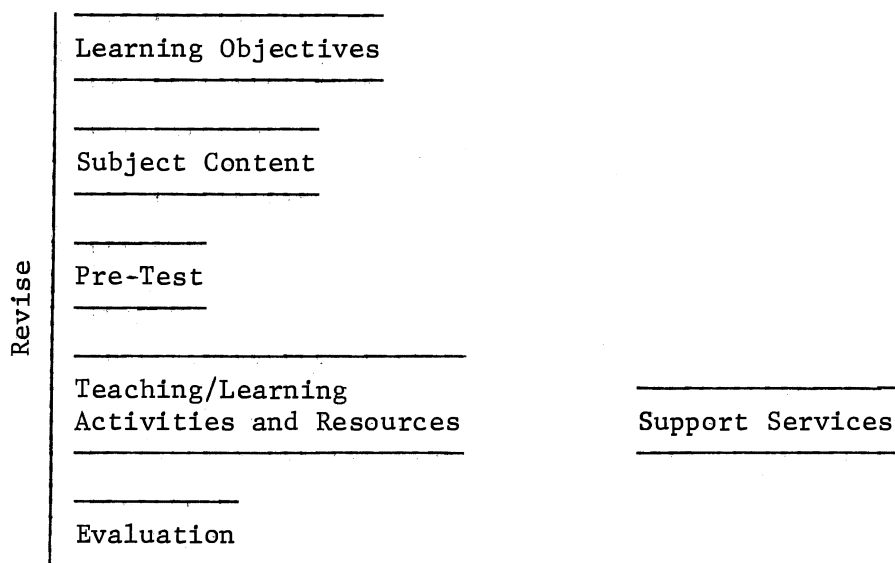 Learning Objectives
Subject Content
Pre-Test
Revise
Teaching/Learning
Activities and Resources
Support Services
Evaluation